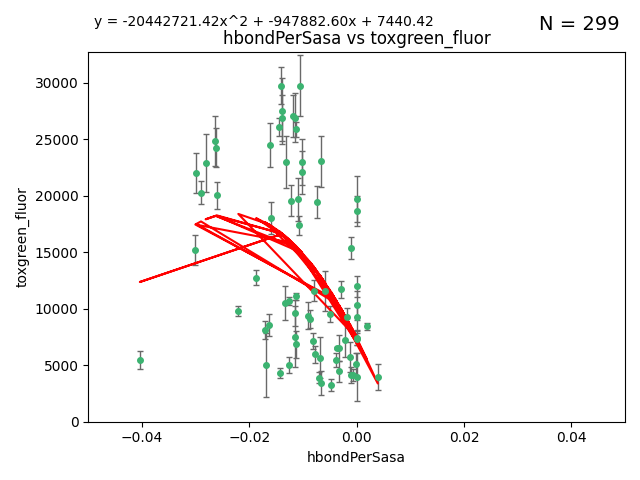 y = -20442721.42x^2 + -947882.60x + 7440.42
N = 299
hbondPerSasa vs toxgreen_fluor
30000
25000
20000
15000
10000
5000
0
toxgreen_fluor
−0.04
−0.02
0.00
0.02
0.04
hbondPerSasa